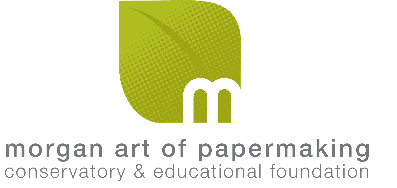 m
morgan art of papermaking
conservatory & educational foundation